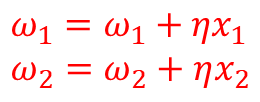 ω₁ = ω₁ + ηx₁
ω₂ = ω₂ + ηx₂